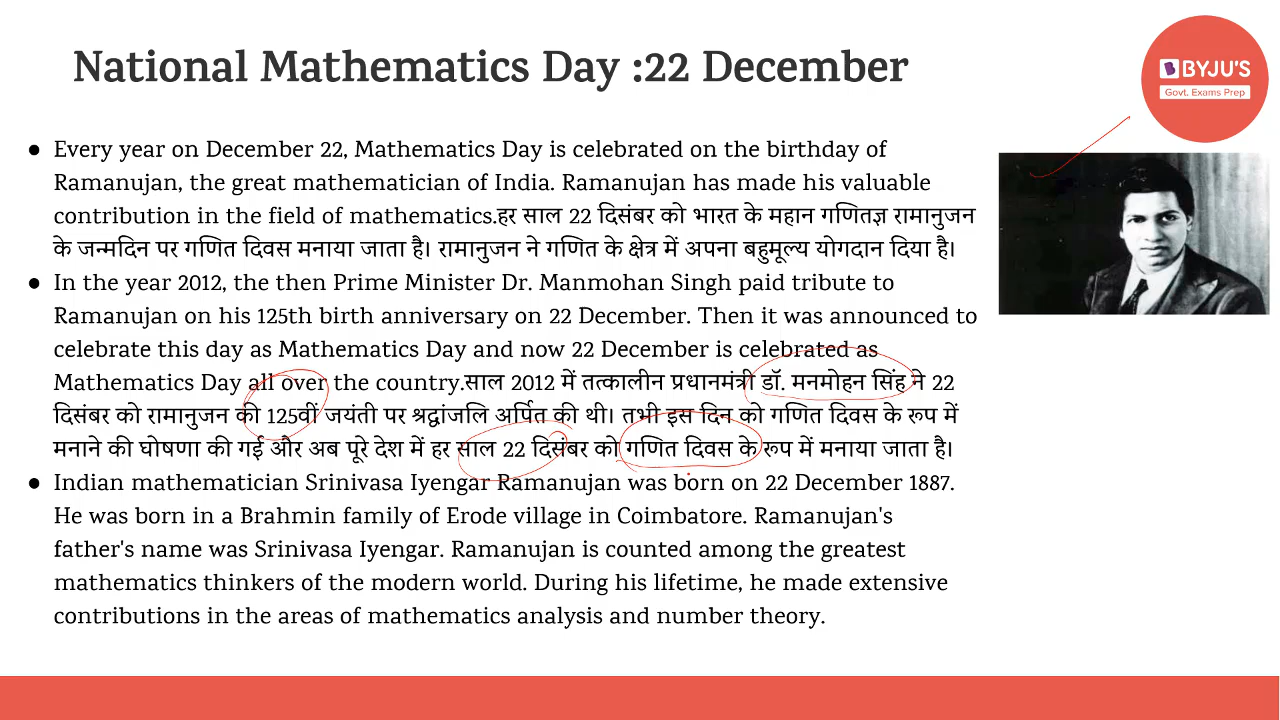 National Mathematics Day :22 December
BYJU'S
Govt. Exams Prep
● Every year on December 22, Mathematics Day is celebrated on the birthday of
Ramanujan, the great mathematician of India. Ramanujan has made his valuable
contribution in the field of mathematics.हर साल 22 दिसंबर को भारत के महान गणितज्ञ रामानुजन
के जन्मदिन पर गणित दिवस मनाया जाता है। रामानुजन ने गणित के क्षेत्र में अपना बहुमूल्य योगदान दिया है।
● In the year 2012, the then Prime Minister Dr. Manmohan Singh paid tribute to
Ramanujan on his 125th birth anniversary on 22 December. Then it was announced to
celebrate this day as Mathematics Day and now 22 December is celebrated as
Mathematics Day all over the country.साल 2012 में तत्कालीन प्रधानमंत्री डॉ. मनमोहन सिंह ने 22
दिसंबर को रामानुजन की 125वीं जयंती पर श्रद्धांजलि अर्पित की थी। तभी इस दिन को गणित दिवस के रूप में
मनाने की घोषणा की गई और अब पूरे देश में हर साल 22 दिसंबर को गणित दिवस के रूप में मनाया जाता है।
● Indian mathematician Srinivasa Iyengar Ramanujan was born on 22 December 1887.
He was born in a Brahmin family of Erode village in Coimbatore. Ramanujan's
father's name was Srinivasa Iyengar. Ramanujan is counted among the greatest
mathematics thinkers of the modern world. During his lifetime, he made extensive
contributions in the areas of mathematics analysis and number theory.